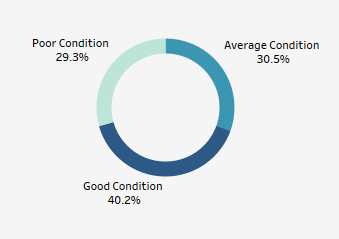 Poor Condition
29.3%
Average Condition
30.5%
Good Condition
40.2%